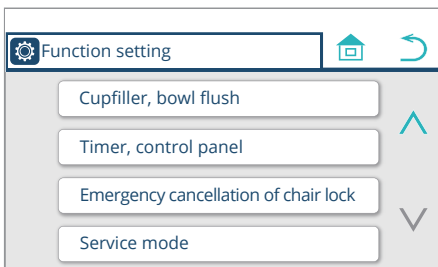 Function setting
Cupfiller, bowl flush
Timer, control panel
Emergency cancellation of chair lock
Service mode